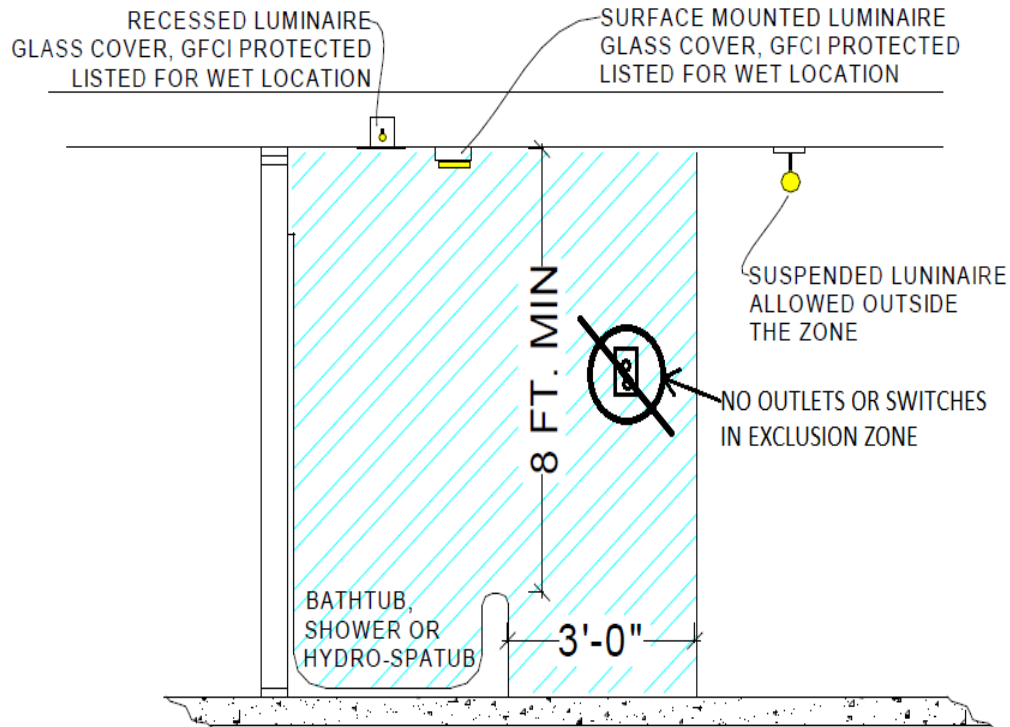 RECESSED LUMINAIRE
GLASS COVER, GFCI PROTECTED
LISTED FOR WET LOCATION
SURFACE MOUNTED LUMINAIRE
GLASS COVER, GFCI PROTECTED
LISTED FOR WET LOCATION
SUSPENDED LUNINAIRE
ALLOWED OUTSIDE
THE ZONE
8 FT. MIN
NO OUTLETS OR SWITCHES
IN EXCLUSION ZONE
BATHTUB,
SHOWER OR
HYDRO-SPATUB
3'-0"